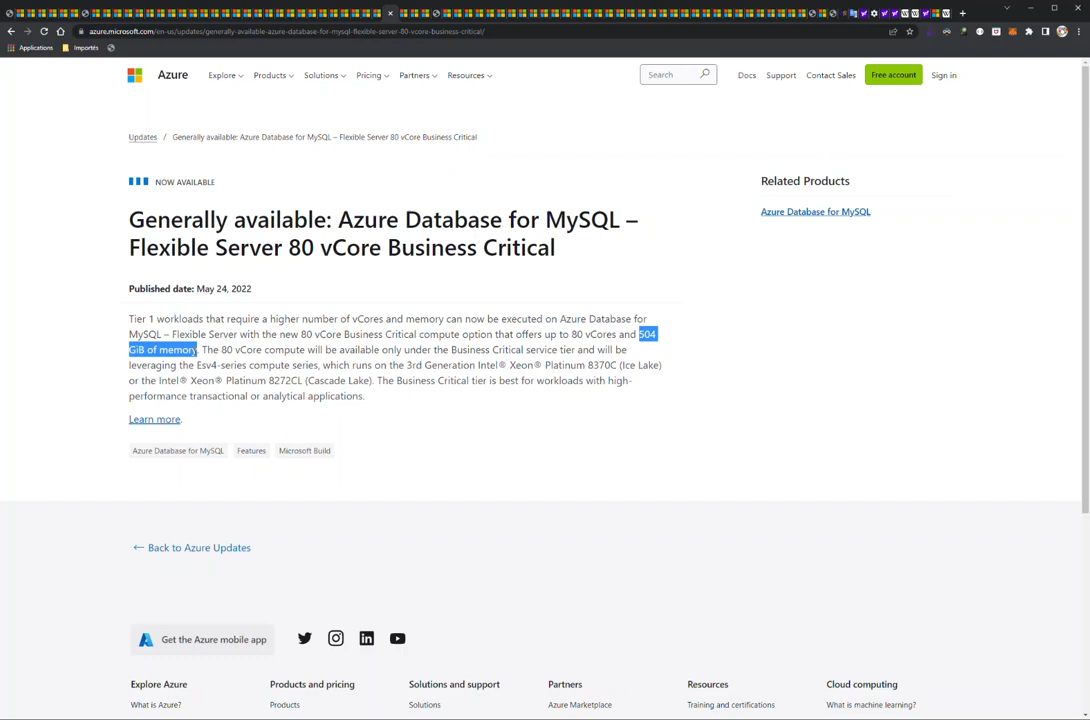 azure.microsoft.com/en-us/updates/generally-available-azure-database-for-mysql-flexible-server-80-vcore-business-critical/
Applications
Importés
Azure
Explore
Products
Solutions
Pricing
Partners
Resources
Search
Docs
Support
Contact Sales
Free account
Sign in
Updates / Generally available: Azure Database for MySQL – Flexible Server 80 vCore Business Critical
NOW AVAILABLE
Related Products
Azure Database for MySQL
Generally available: Azure Database for MySQL –
Flexible Server 80 vCore Business Critical
Published date: May 24, 2022
Tier 1 workloads that require a higher number of vCores and memory can now be executed on Azure Database for
MySQL – Flexible Server with the new 80 vCore Business Critical compute option that offers up to 80 vCores and 504
GiB of memory. The 80 vCore compute will be available only under the Business Critical service tier and will be
leveraging the Esv4-series compute series, which runs on the 3rd Generation Intel® Xeon® Platinum 8370C (Ice Lake)
or the Intel® Xeon® Platinum 8272CL (Cascade Lake). The Business Critical tier is best for workloads with high-
performance transactional or analytical applications.
Learn more.
Azure Database for MySQL
Features
Microsoft Build
← Back to Azure Updates
Get the Azure mobile app
Explore Azure
Products and pricing
Solutions and support
Partners
Resources
Cloud computing
What is Azure?
Products
Solutions
Azure Marketplace
Training and certifications
What is machine learning?